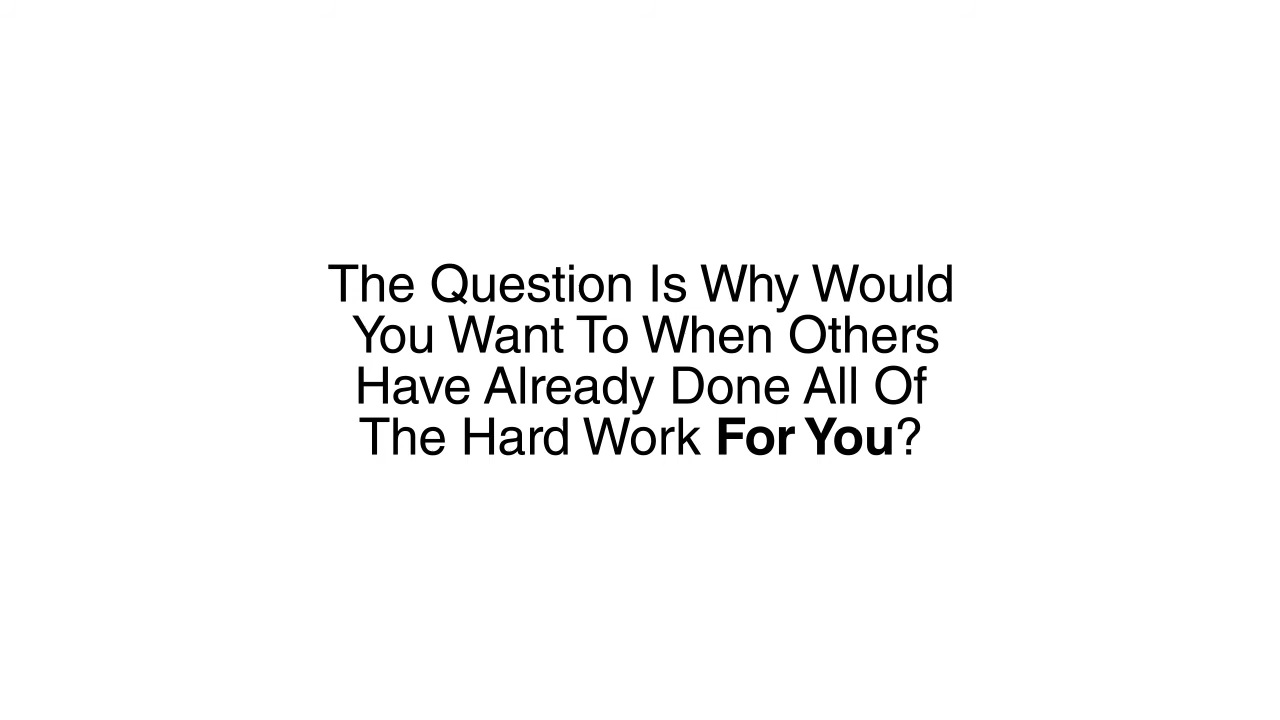 The Question Is Why Would
You Want To When Others
Have Already Done All Of
The Hard Work For You?